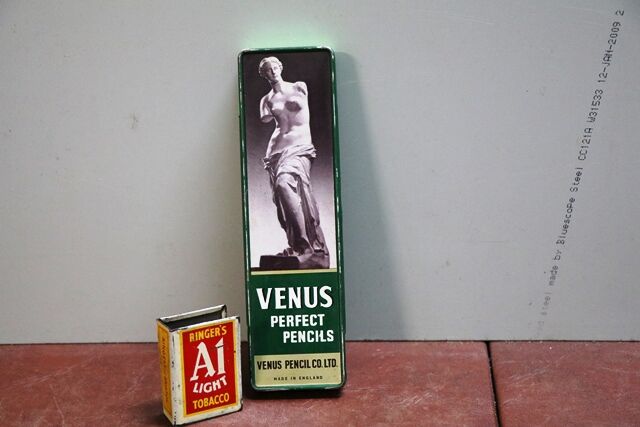 VENUS
PERFECT
PENCILS
VENUS PENCIL CO. LTD.
MADE IN ENGLAND
RINGER'S
A1
LIGHT
TOBACCO
steel made by Bluescope Steel CC121A W31533 12-JAN-2009 2